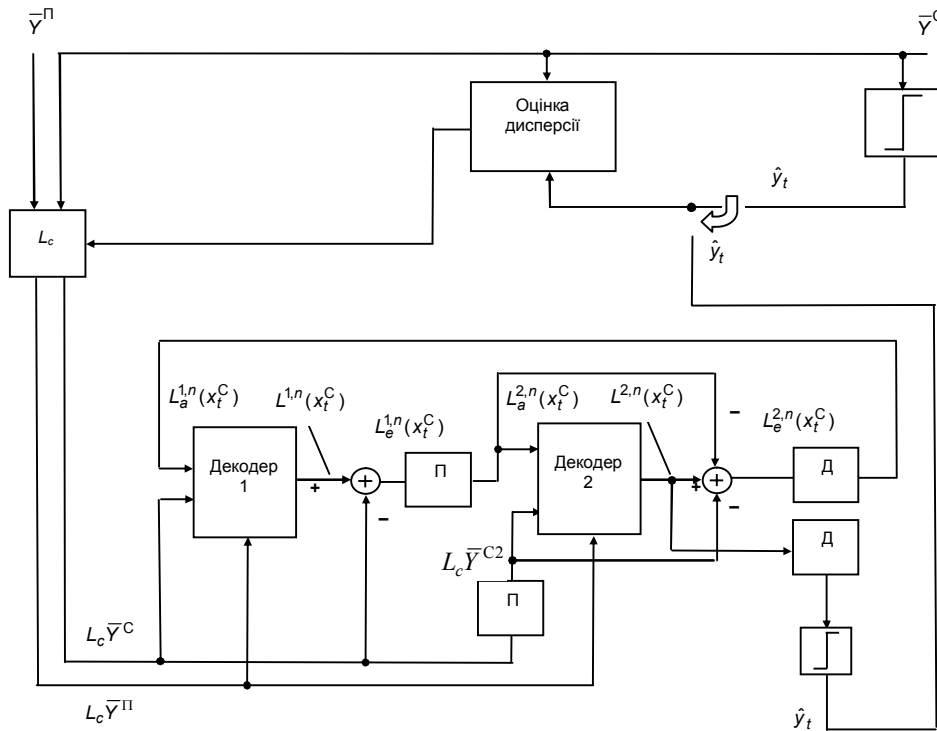 Y̅ᴾ
Y̅ᶜ
Оцінка
дисперсії
ŷ_t
L_c
ŷ_t
L_a^{1,n}(x_t^C)
L^{1,n}(x_t^C)
L_e^{1,n}(x_t^C)
L_a^{2,n}(x_t^C)
L^{2,n}(x_t^C)
L_e^{2,n}(x_t^C)
Декодер
1
+
+
−
П
Декодер
2
−
+
+
−
Д
Д
L_c Y̅^{C2}
П
L_c Y̅^C
L_c Y̅^П
ŷ_t